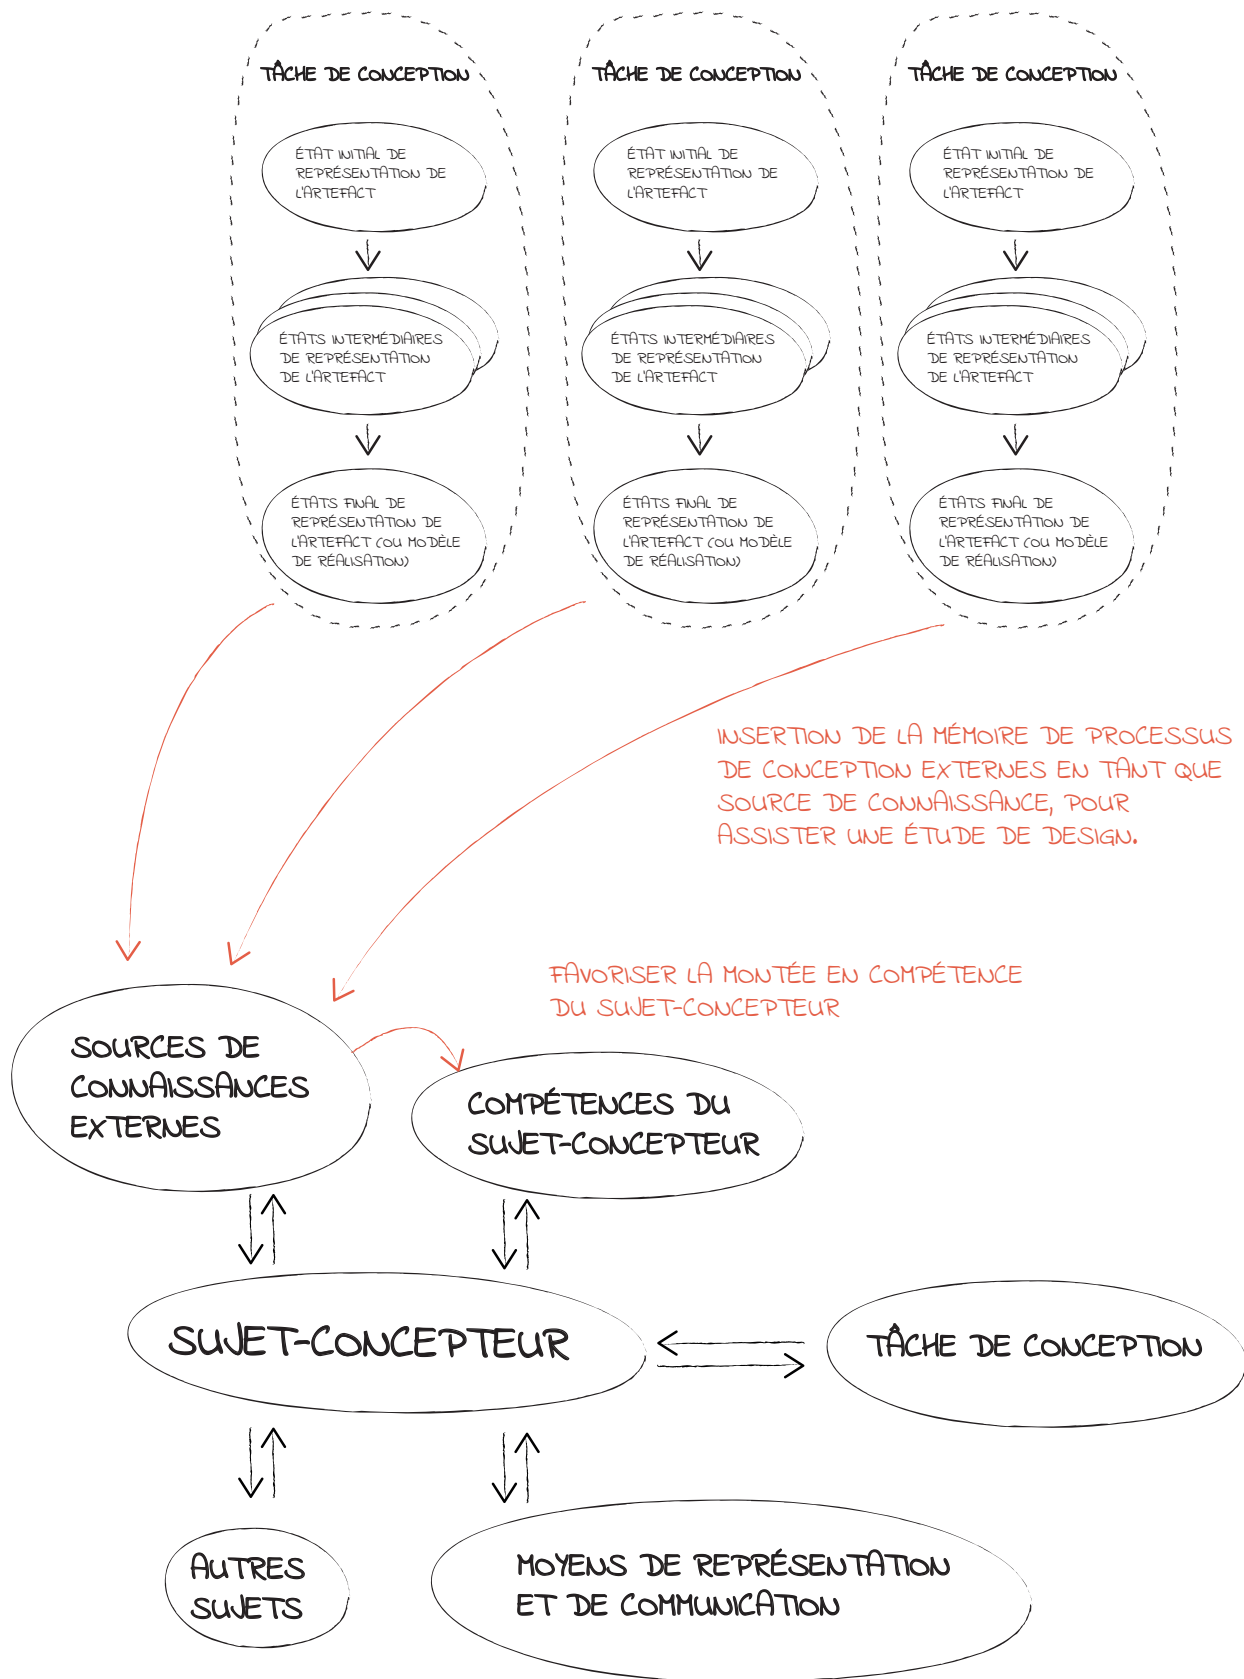 TÂCHE DE CONCEPTION
ÉTAT INITIAL DE
REPRÉSENTATION DE
L'ARTEFACT
ÉTATS INTERMÉDIAIRES
DE REPRÉSENTATION
DE L'ARTEFACT
ÉTATS FINAL DE
REPRÉSENTATION DE
L'ARTEFACT (OU MODÈLE
DE RÉALISATION)
TÂCHE DE CONCEPTION
ÉTAT INITIAL DE
REPRÉSENTATION DE
L'ARTEFACT
ÉTATS INTERMÉDIAIRES
DE REPRÉSENTATION
DE L'ARTEFACT
ÉTATS FINAL DE
REPRÉSENTATION DE
L'ARTEFACT (OU MODÈLE
DE RÉALISATION)
TÂCHE DE CONCEPTION
ÉTAT INITIAL DE
REPRÉSENTATION DE
L'ARTEFACT
ÉTATS INTERMÉDIAIRES
DE REPRÉSENTATION
DE L'ARTEFACT
ÉTATS FINAL DE
REPRÉSENTATION DE
L'ARTEFACT (OU MODÈLE
DE RÉALISATION)
INSERTION DE LA MÉMOIRE DE PROCESSUS
DE CONCEPTION EXTERNES EN TANT QUE
SOURCE DE CONNAISSANCE, POUR
ASSISTER UNE ÉTUDE DE DESIGN.
FAVORISER LA MONTÉE EN COMPÉTENCE
DU SUJET-CONCEPTEUR
SOURCES DE
CONNAISSANCES
EXTERNES
COMPÉTENCES DU
SUJET-CONCEPTEUR
SUJET-CONCEPTEUR
TÂCHE DE CONCEPTION
AUTRES
SUJETS
MOYENS DE REPRÉSENTATION
ET DE COMMUNICATION